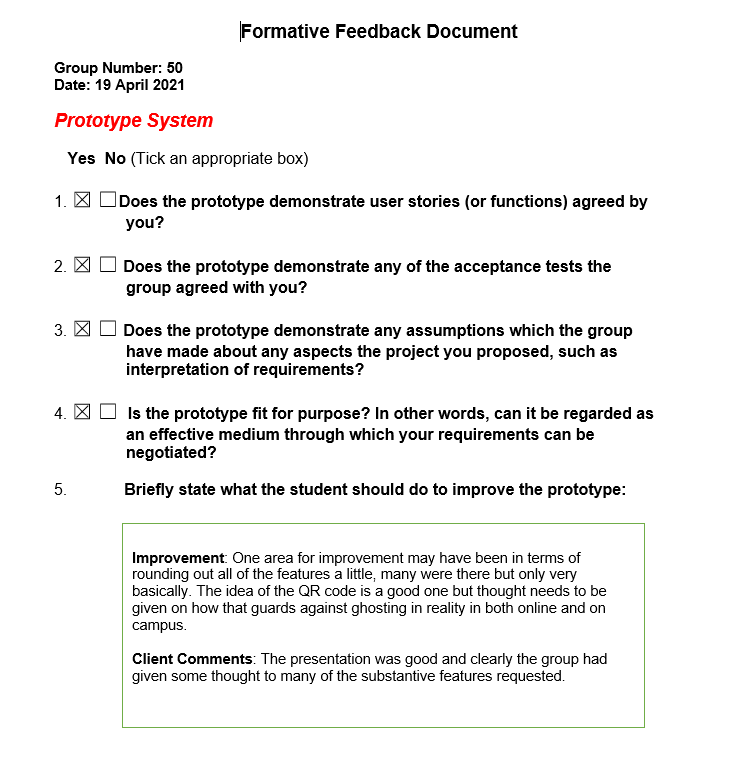 Formative Feedback Document
Group Number: 50
Date: 19 April 2021
Prototype System
Yes No (Tick an appropriate box)
1. ☒ ☐ Does the prototype demonstrate user stories (or functions) agreed by
you?
2. ☒ ☐ Does the prototype demonstrate any of the acceptance tests the
group agreed with you?
3. ☒ ☐ Does the prototype demonstrate any assumptions which the group
have made about any aspects the project you proposed, such as
interpretation of requirements?
4. ☒ ☐ Is the prototype fit for purpose? In other words, can it be regarded as
an effective medium through which your requirements can be
negotiated?
5. Briefly state what the student should do to improve the prototype:
Improvement: One area for improvement may have been in terms of
rounding out all of the features a little, many were there but only very
basically. The idea of the QR code is a good one but thought needs to be
given on how that guards against ghosting in reality in both online and on
campus.
Client Comments: The presentation was good and clearly the group had
given some thought to many of the substantive features requested.